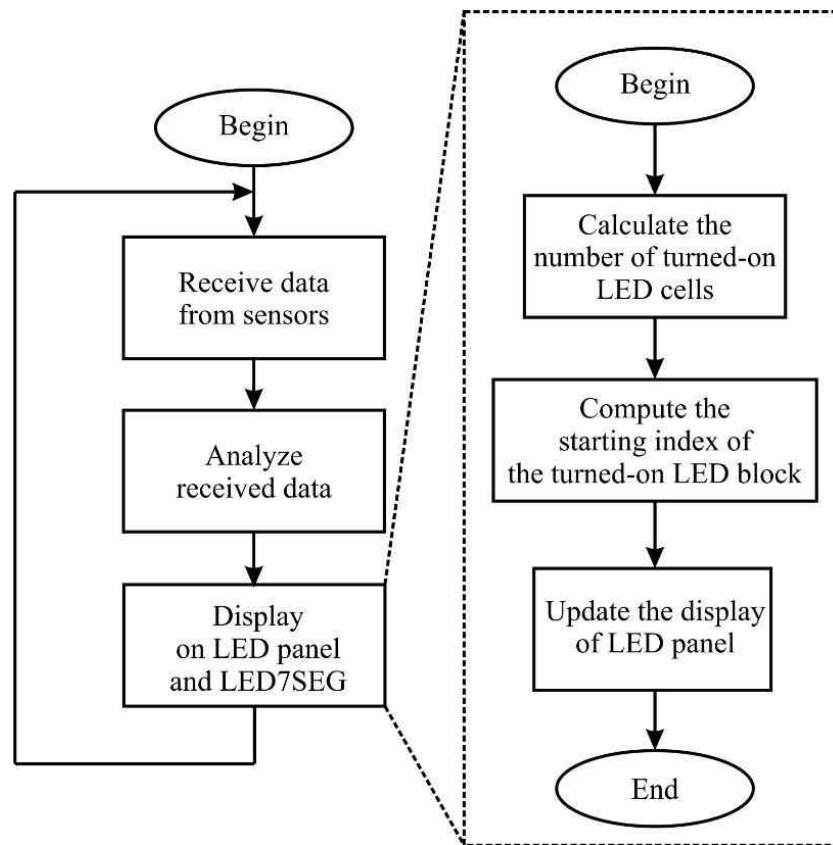 Begin
Receive data
from sensors
Analyze
received data
Display
on LED panel
and LED7SEG
Begin
Calculate the
number of turned-on
LED cells
Compute the
starting index of
the turned-on LED block
Update the display
of LED panel
End